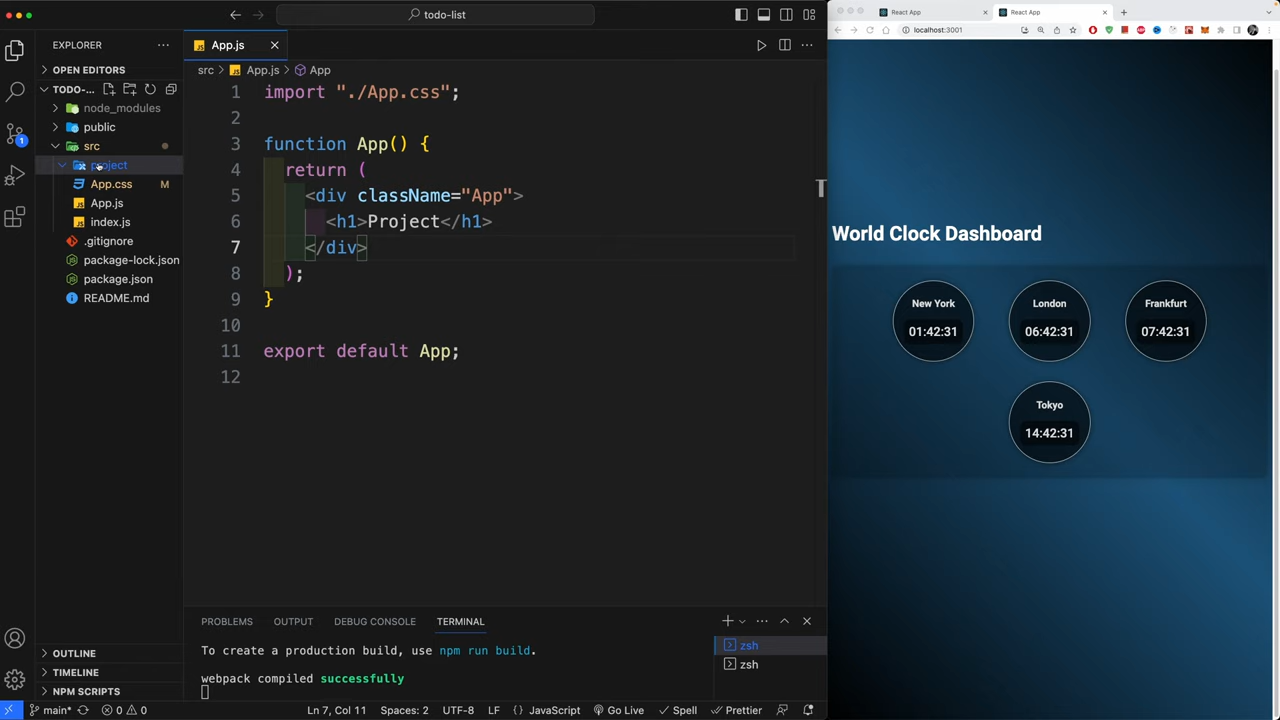 todo-list
EXPLORER
OPEN EDITORS
TODO-...
node_modules
public
src
project
App.css M
App.js
index.js
.gitignore
package-lock.json
package.json
README.md
OUTLINE
TIMELINE
NPM SCRIPTS
1
App.js
src > App.js > App
1 import "./App.css";
2
3 function App() {
4 return (
5 <div className="App">
6 <h1>Project</h1>
7 </div>
8 );
9 }
10
11 export default App;
12
PROBLEMS OUTPUT DEBUG CONSOLE TERMINAL
To create a production build, use npm run build.
webpack compiled successfully
zsh
zsh
main* 0 0 Ln 7, Col 11 Spaces: 2 UTF-8 LF {} JavaScript Go Live Spell Prettier
React App React App
localhost:3001
World Clock Dashboard
New York
01:42:31
London
06:42:31
Frankfurt
07:42:31
Tokyo
14:42:31